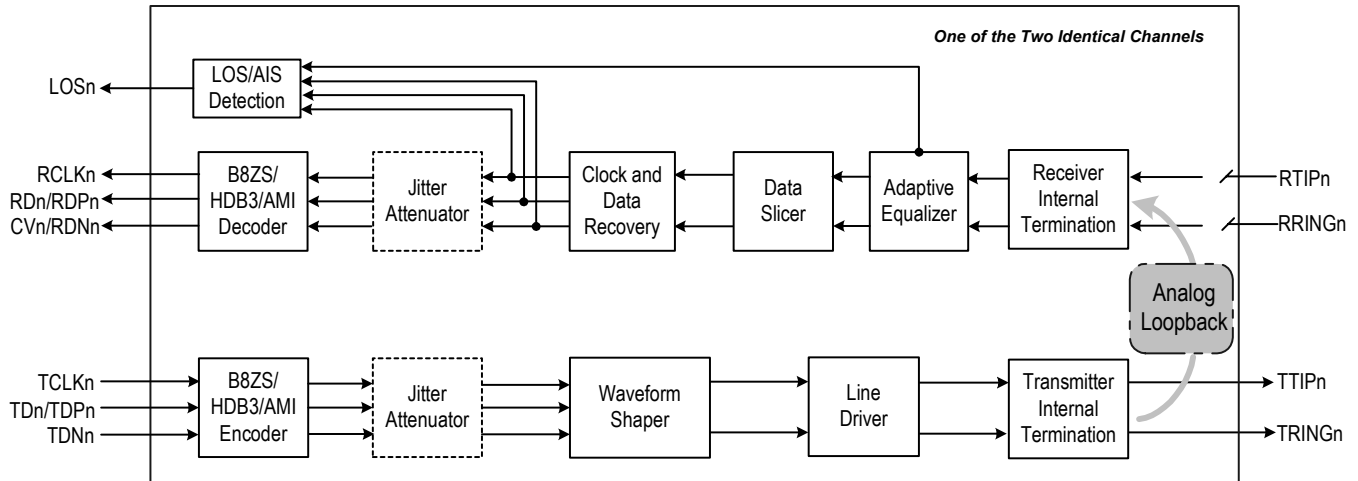 One of the Two Identical Channels
LOSn
LOS/AIS
Detection
RCLKn
RDn/RDPn
CVn/RDNn
B8ZS/
HDB3/AMI
Decoder
Jitter
Attenuator
Clock and
Data
Recovery
Data
Slicer
Adaptive
Equalizer
Receiver
Internal
Termination
RTIPn
RRINGn
Analog
Loopback
TCLKn
TDn/TDPn
TDNn
B8ZS/
HDB3/AMI
Encoder
Jitter
Attenuator
Waveform
Shaper
Line
Driver
Transmitter
Internal
Termination
TTIPn
TRINGn